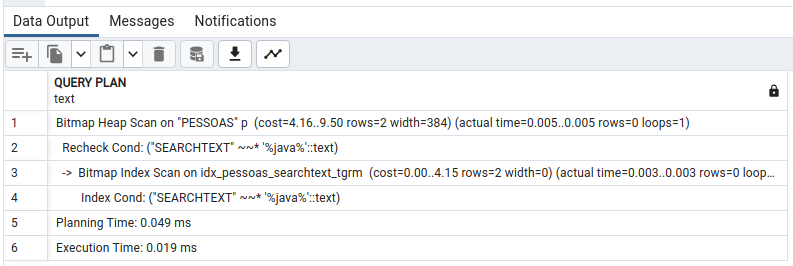 Data Output Messages Notifications
QUERY PLAN
text
1 Bitmap Heap Scan on "PESSOAS" p (cost=4.16..9.50 rows=2 width=384) (actual time=0.005..0.005 rows=0 loops=1)
2 Recheck Cond: ("SEARCHTEXT" ~~* '%java%'::text)
3 -> Bitmap Index Scan on idx_pessoas_searchtext_tgrm (cost=0.00..4.15 rows=2 width=0) (actual time=0.003..0.003 rows=0 loop...
4 Index Cond: ("SEARCHTEXT" ~~* '%java%'::text)
5 Planning Time: 0.049 ms
6 Execution Time: 0.019 ms